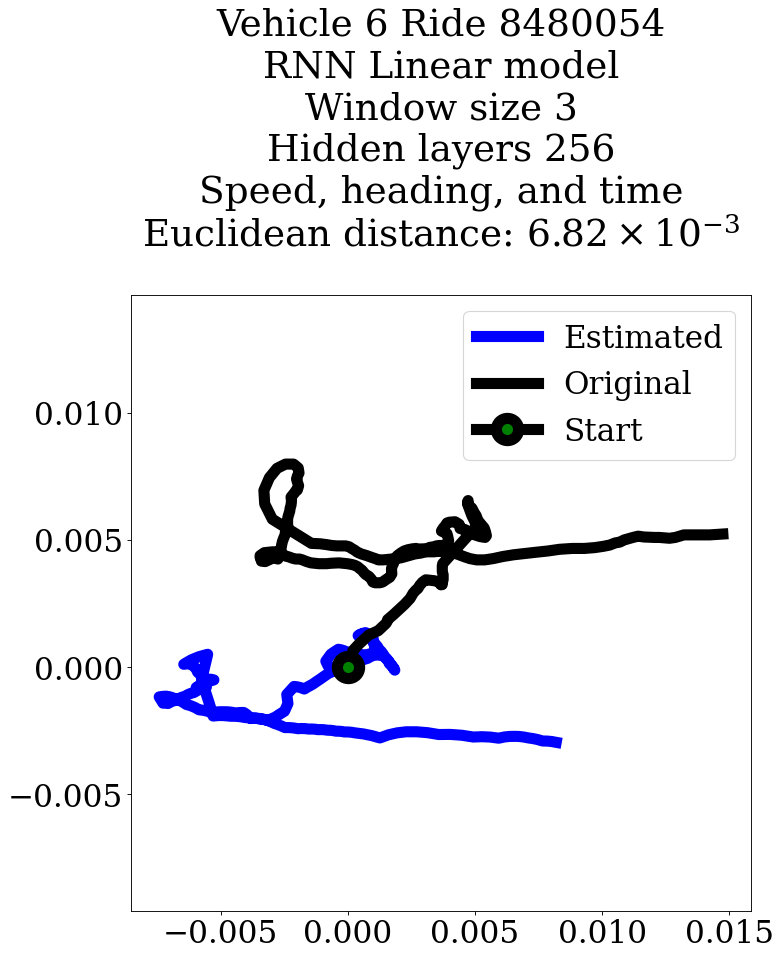 Vehicle 6 Ride 8480054
RNN Linear model
Window size 3
Hidden layers 256
Speed, heading, and time
Euclidean distance: 6.82 × 10⁻³
Estimated
Original
Start
0.010
0.005
0.000
−0.005
−0.005 0.000 0.005 0.010 0.015